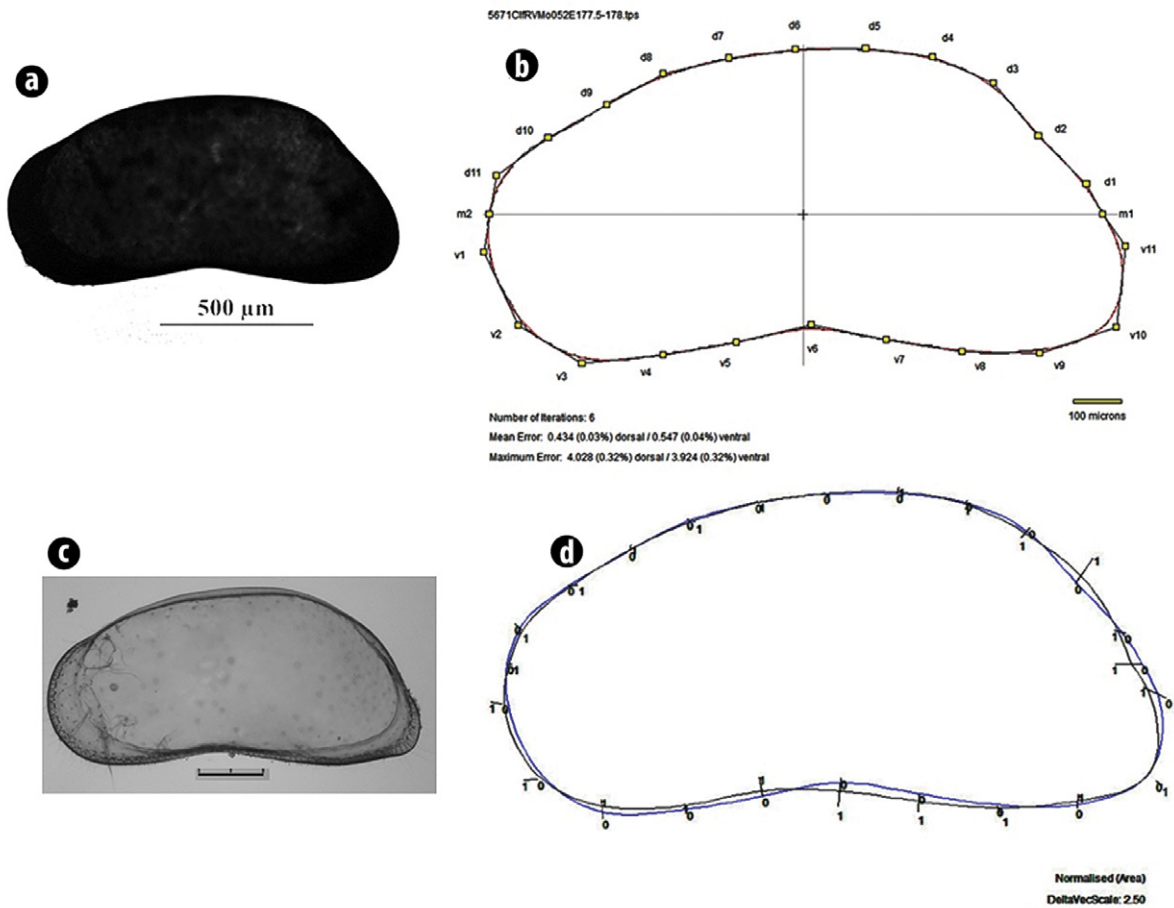 a
500 µm
5671ClfRVMo052E177.5-178.tps
b
d6
d5
d7
d4
d8
d3
d9
d10
d2
d11
d1
m2
m1
v1
v11
v2
v10
v3
v4
v5
v6
v7
v8
v9
100 microns
Number of Iterations: 6
Mean Error: 0.434 (0.03%) dorsal / 0.547 (0.04%) ventral
Maximum Error: 4.028 (0.32%) dorsal / 3.924 (0.32%) ventral
c
d
Normalised (Area)
DeltaVecScale: 2.50